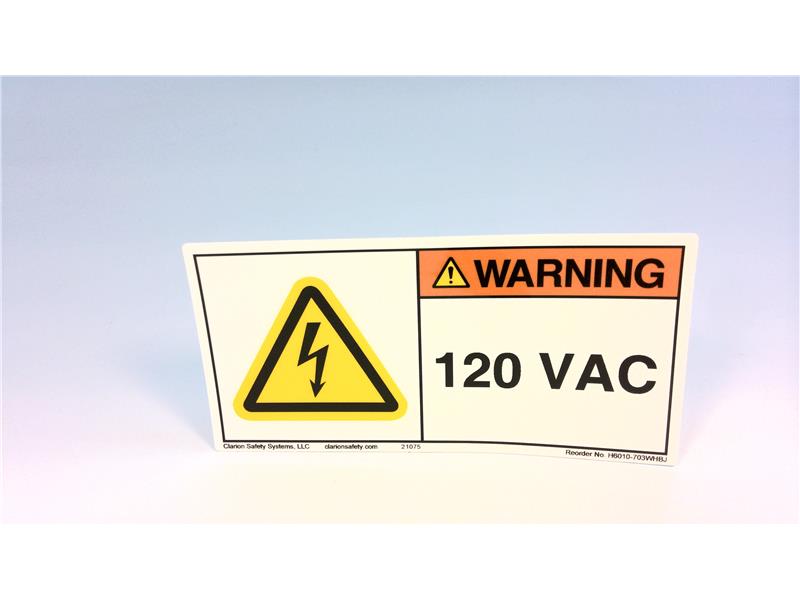 WARNING
120 VAC
Clarion Safety Systems, LLC clarionsafety.com 21075
Reorder No. H6010-703WHBJ